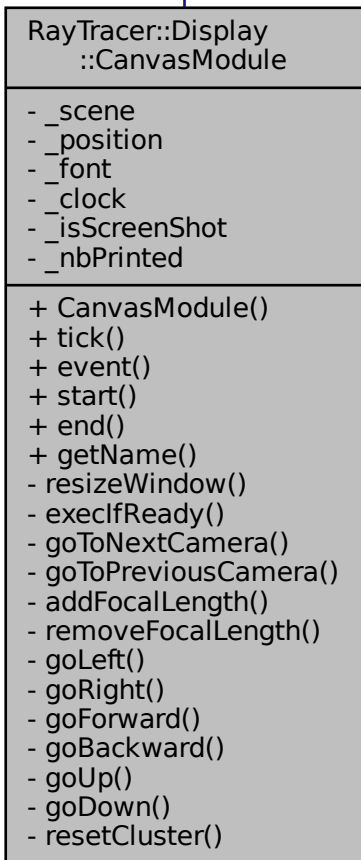 RayTracer::Display
::CanvasModule
- _scene
- _position
- _font
- _clock
- _isScreenShot
- _nbPrinted
+ CanvasModule()
+ tick()
+ event()
+ start()
+ end()
+ getName()
- resizeWindow()
- execIfReady()
- goToNextCamera()
- goToPreviousCamera()
- addFocalLength()
- removeFocalLength()
- goLeft()
- goRight()
- goForward()
- goBackward()
- goUp()
- goDown()
- resetCluster()